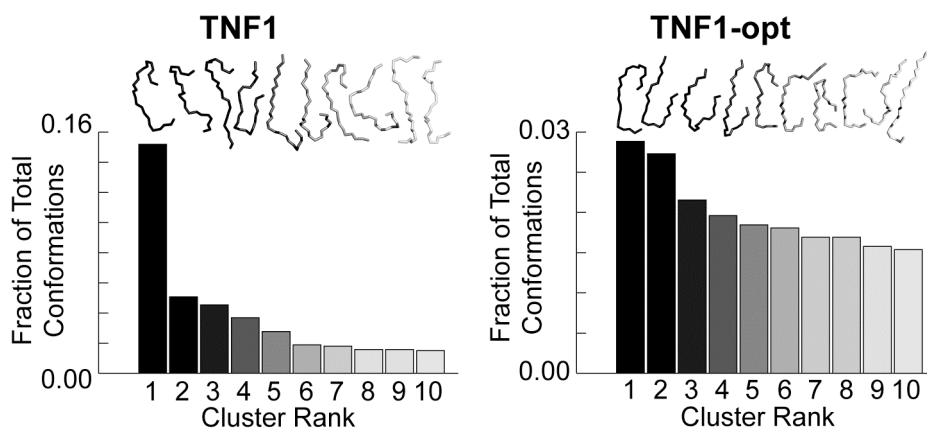 TNF1
0.16
Fraction of Total
Conformations
0.00
1 2 3 4 5 6 7 8 9 10
Cluster Rank
TNF1-opt
0.03
Fraction of Total
Conformations
0.00
1 2 3 4 5 6 7 8 9 10
Cluster Rank